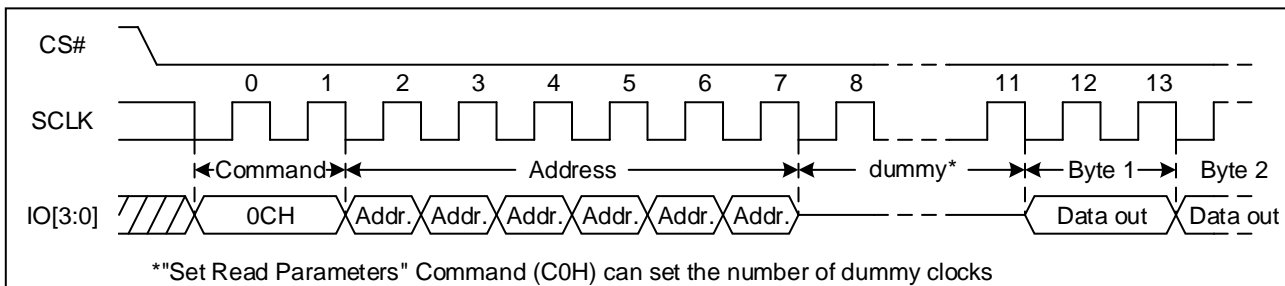 CS#
0 1 2 3 4 5 6 7 8 11 12 13
SCLK
Command Address dummy* Byte 1 Byte 2
IO[3:0] 0CH Addr. Addr. Addr. Addr. Addr. Addr. Data out Data out
*"Set Read Parameters" Command (C0H) can set the number of dummy clocks